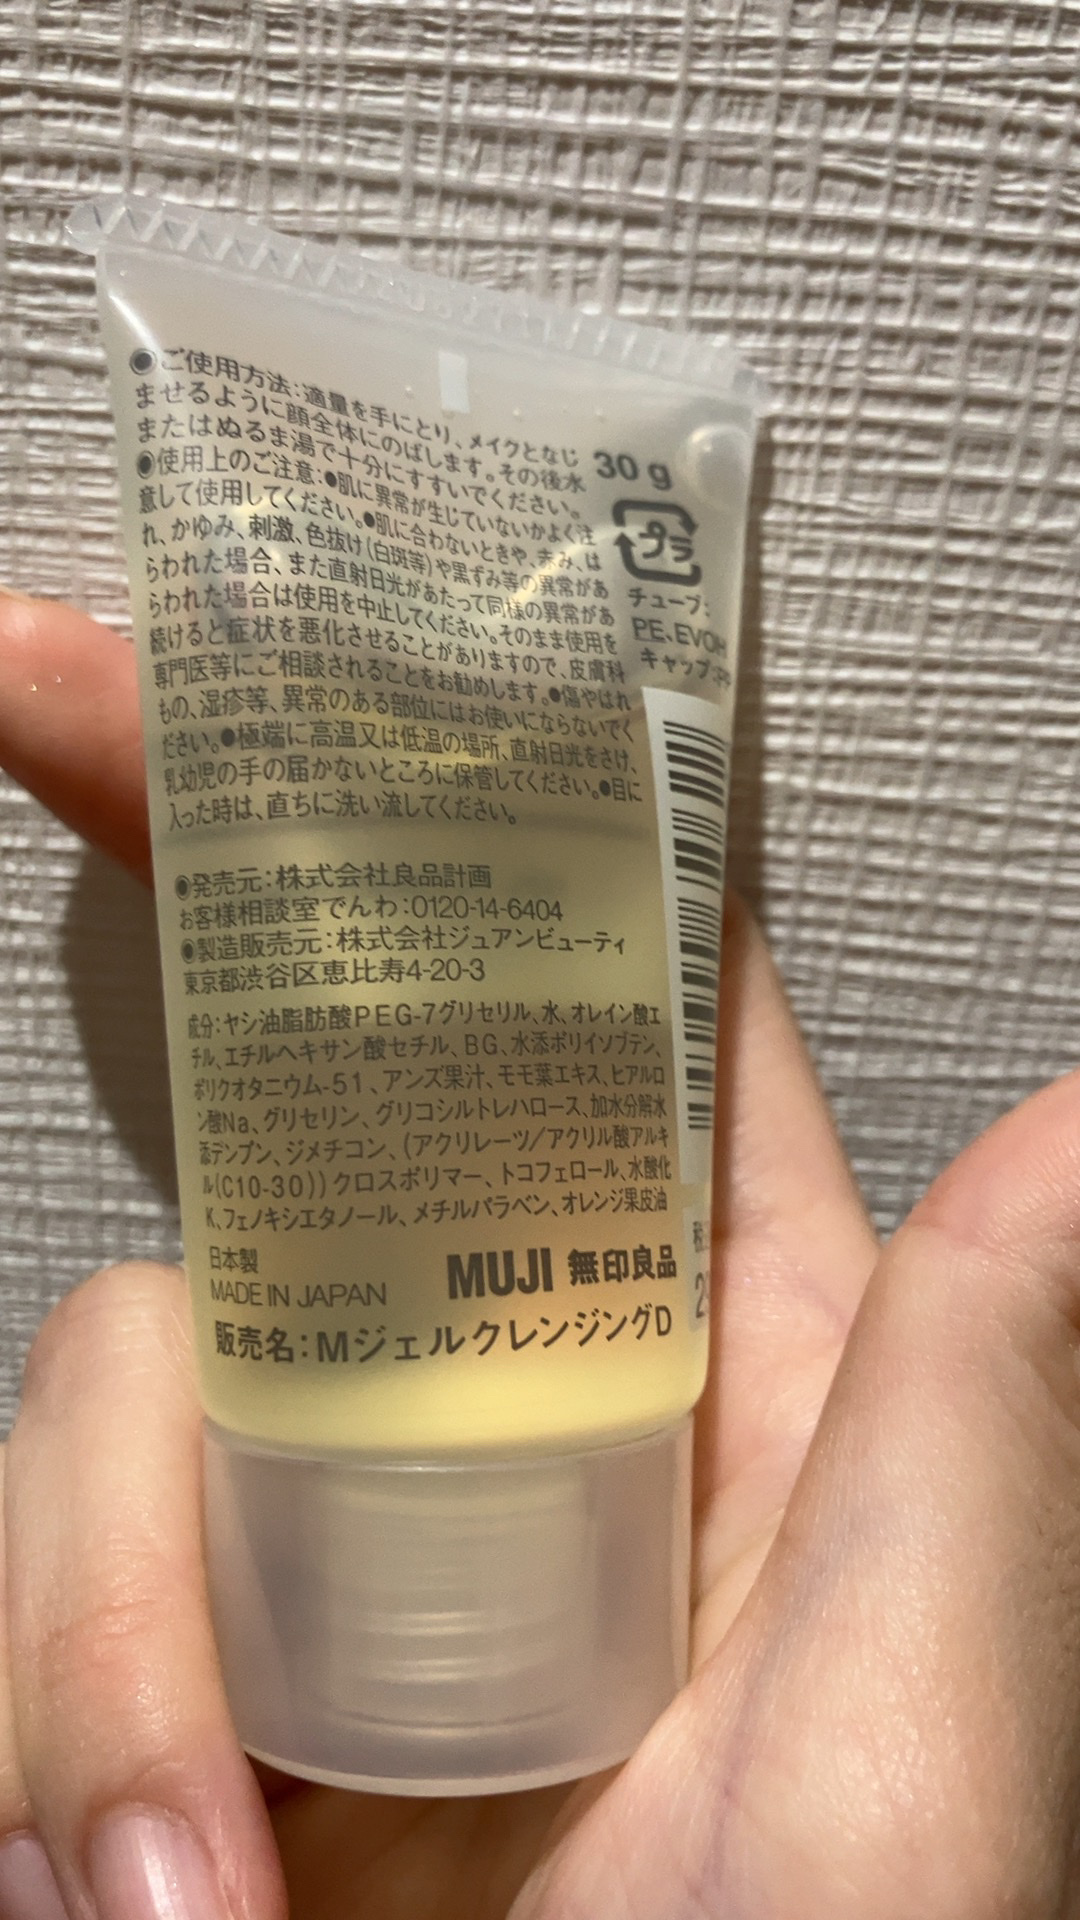 ◉ご使用方法：適量を手にとり、メイクとなじ
ませるように顔全体にのばします。その後水
またはぬるま湯で十分にすすいでください。
◉使用上のご注意：●肌に異常が生じていないかよく注
意して使用してください。●肌に合わないときや、赤み、は
れ、かゆみ、刺激、色抜け（白斑等）や黒ずみ等の異常があ
らわれた場合、また直射日光があたって同様の異常があ
らわれた場合は使用を中止してください。そのまま使用を
続けると症状を悪化させることがありますので、皮膚科
専門医等にご相談されることをお勧めします。●傷やはれ
もの、湿疹等、異常のある部位にはお使いにならないでく
ださい。●極端に高温又は低温の場所、直射日光をさけ、
乳幼児の手の届かないところに保管してください。●目に
入った時は、直ちに洗い流してください。
30 g
プラ
チューブ：
PE、EVOH
キャップ：
◉発売元：株式会社良品計画
お客様相談室でんわ：0120-14-6404
◉製造販売元：株式会社ジュアンビューティ
東京都渋谷区恵比寿4-20-3
成分：ヤシ油脂肪酸PEG-7グリセリル、水、オレイン酸エ
チル、エチルヘキサン酸セチル、BG、水添ポリイソブテン、
ポリクオタニウム-51、アンズ果汁、モモ葉エキス、ヒアルロ
ン酸Na、グリセリン、グリコシルトレハロース、加水分解水
添デンプン、ジメチコン、（アクリレーツ／アクリル酸アルキ
ル（C10-30））クロスポリマー、トコフェロール、水酸化
K、フェノキシエタノール、メチルパラベン、オレンジ果皮油
日本製
MADE IN JAPAN
MUJI 無印良品
販売名：MジェルクレンジングD